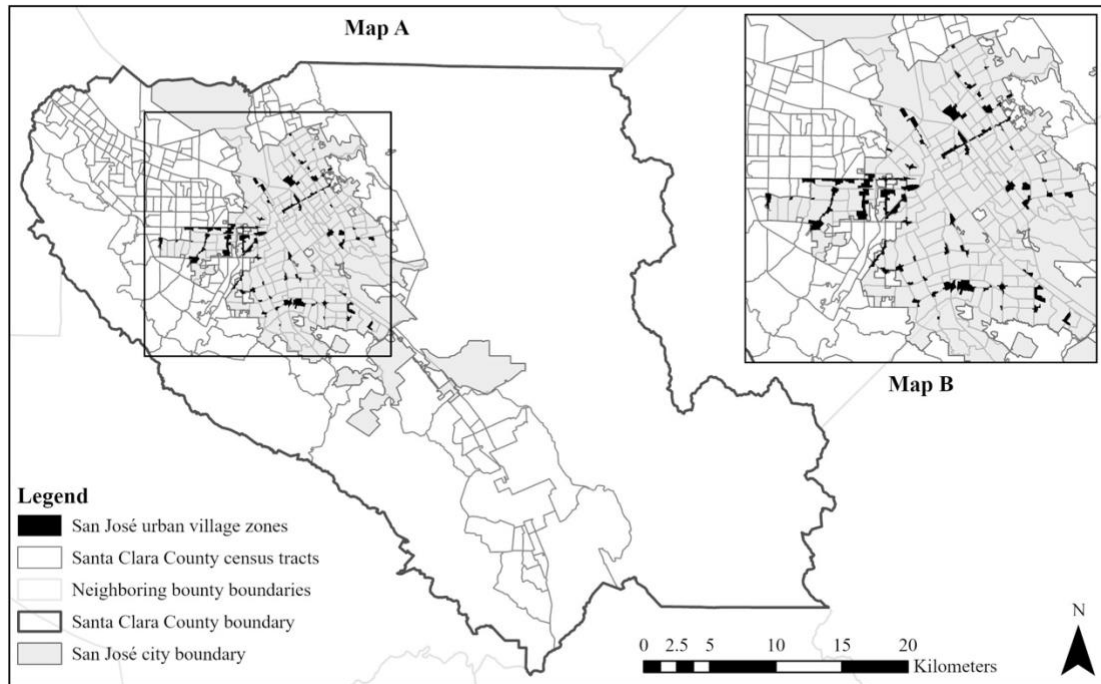 Map A
Map B
Legend
San José urban village zones
Santa Clara County census tracts
Neighboring bounty boundaries
Santa Clara County boundary
San José city boundary
0 2.5 5 10 15 20
Kilometers
N